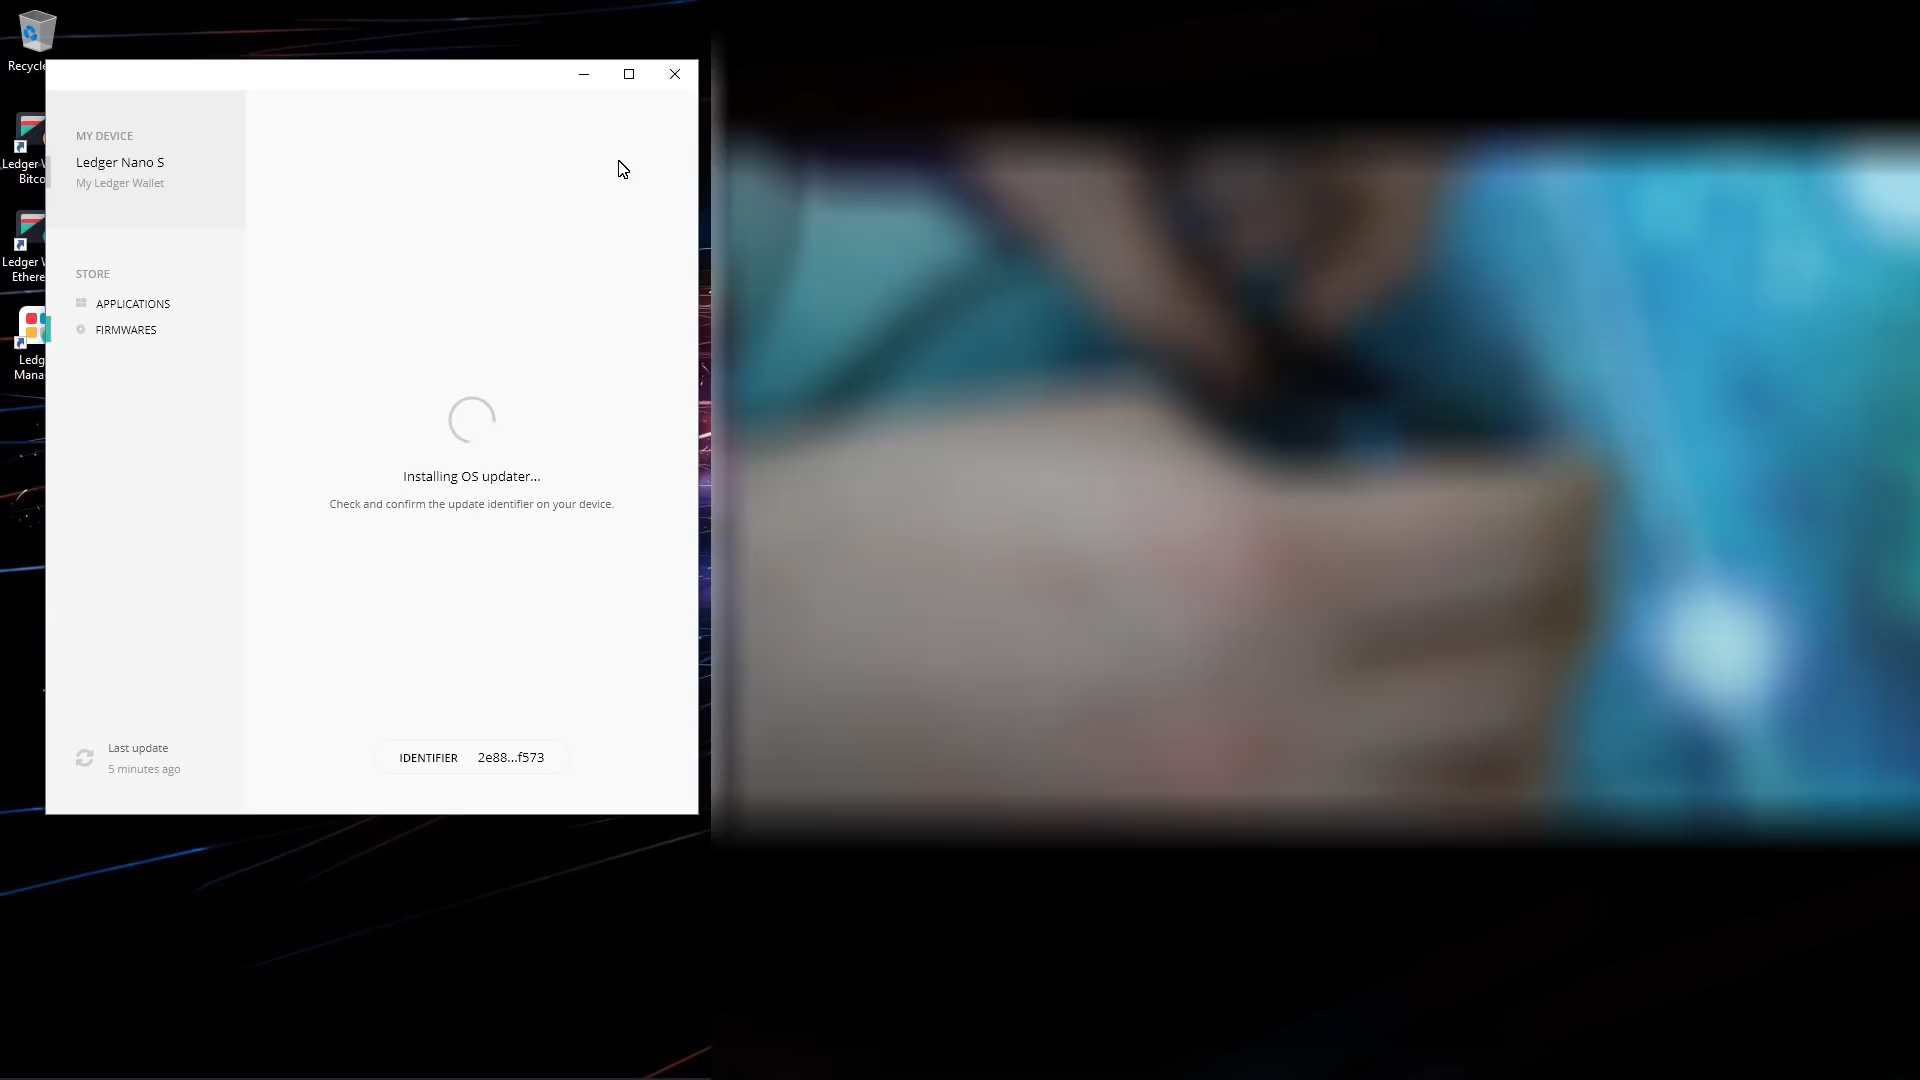 Recycle
Ledger W
Bitco
Ledger W
Ethere
Ledg
Mana
MY DEVICE
Ledger Nano S
My Ledger Wallet
STORE
APPLICATIONS
FIRMWARES
Installing OS updater...
Check and confirm the update identifier on your device.
Last update
5 minutes ago
IDENTIFIER 2e88...f573